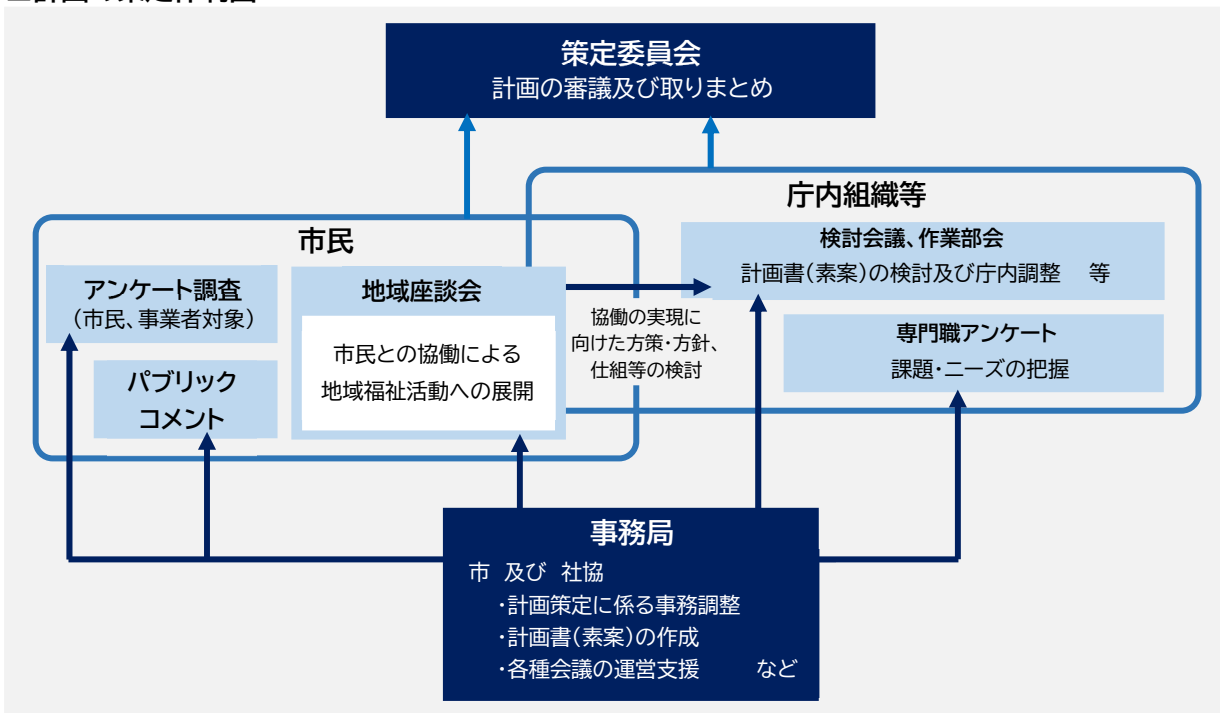 策定委員会
計画の審議及び取りまとめ
庁内組織等
検討会議、作業部会
計画書(素案)の検討及び庁内調整 等
専門職アンケート
課題・ニーズの把握
市民
アンケート調査
(市民、事業者対象)
パブリック
コメント
地域座談会
市民との協働による
地域福祉活動への展開
協働の実現に
向けた方策・方針、
仕組等の検討
事務局
市 及び 社協
・計画策定に係る事務調整
・計画書(素案)の作成
・各種会議の運営支援 など